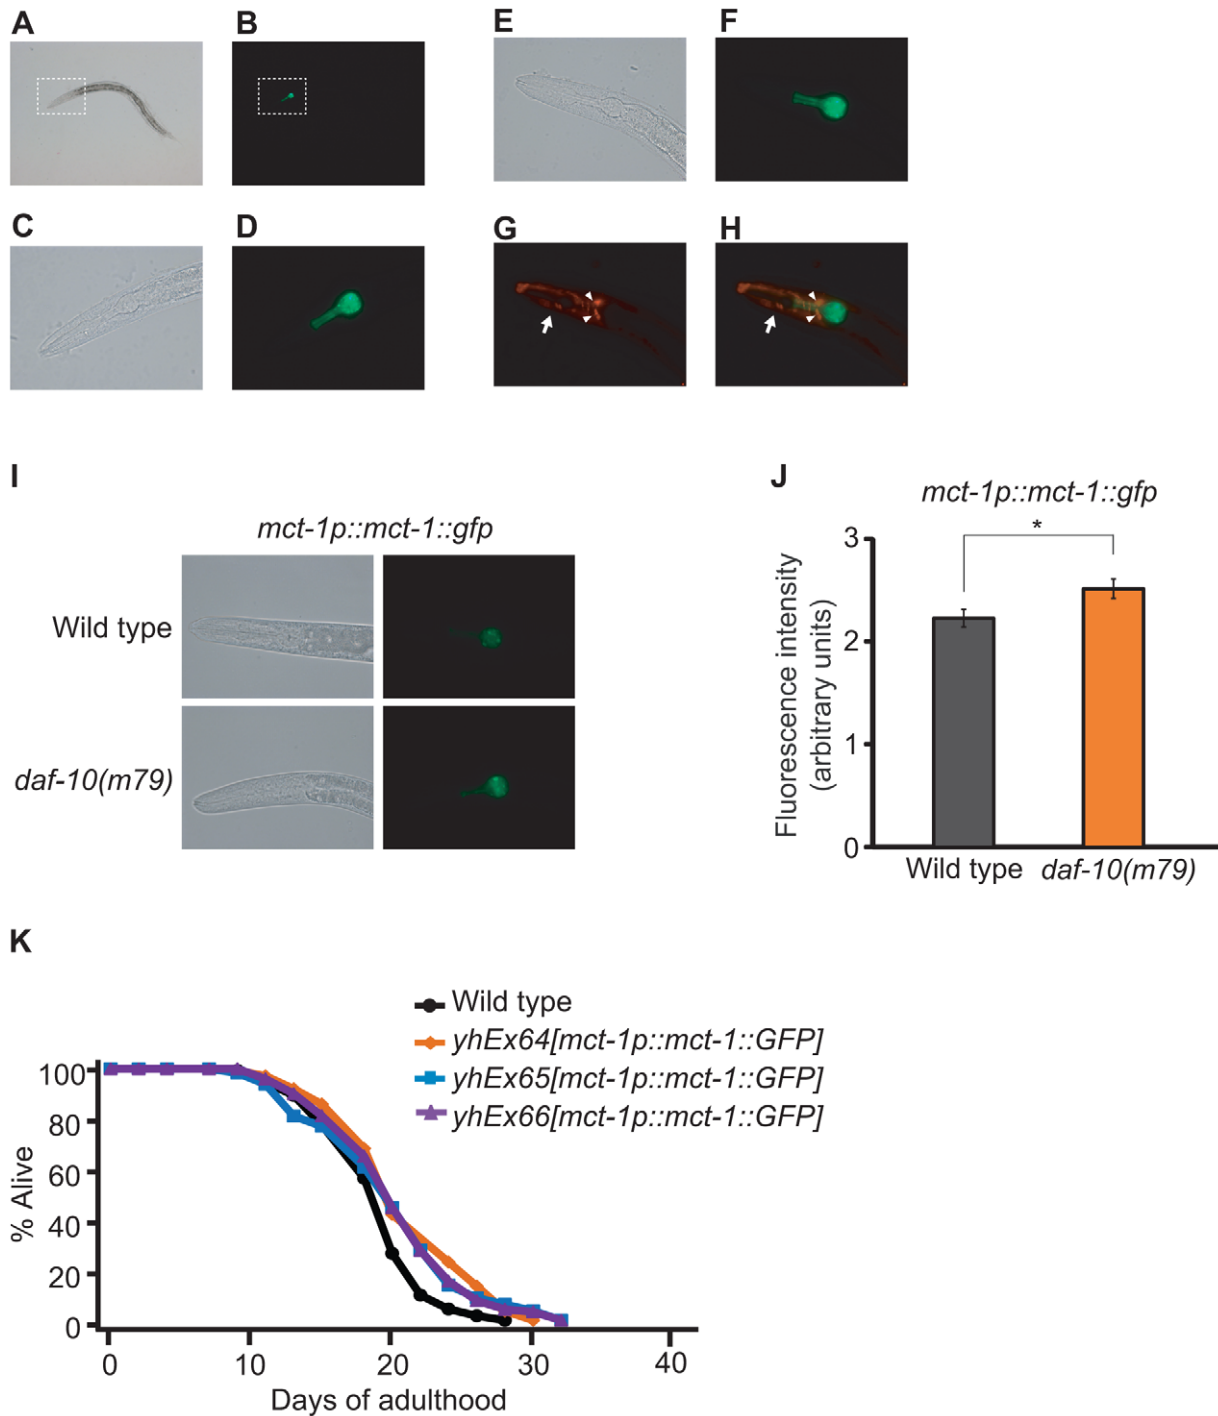 A
B
E
F
C
D
G
H
I
mct-1p::mct-1::gfp
Wild type
daf-10(m79)
J
mct-1p::mct-1::gfp
*
Fluorescence intensity
(arbitrary units)
3
2
1
0
Wild type
daf-10(m79)
K
Wild type
yhEx64[mct-1p::mct-1::GFP]
yhEx65[mct-1p::mct-1::GFP]
yhEx66[mct-1p::mct-1::GFP]
% Alive
100
80
60
40
20
0
0 10 20 30 40
Days of adulthood